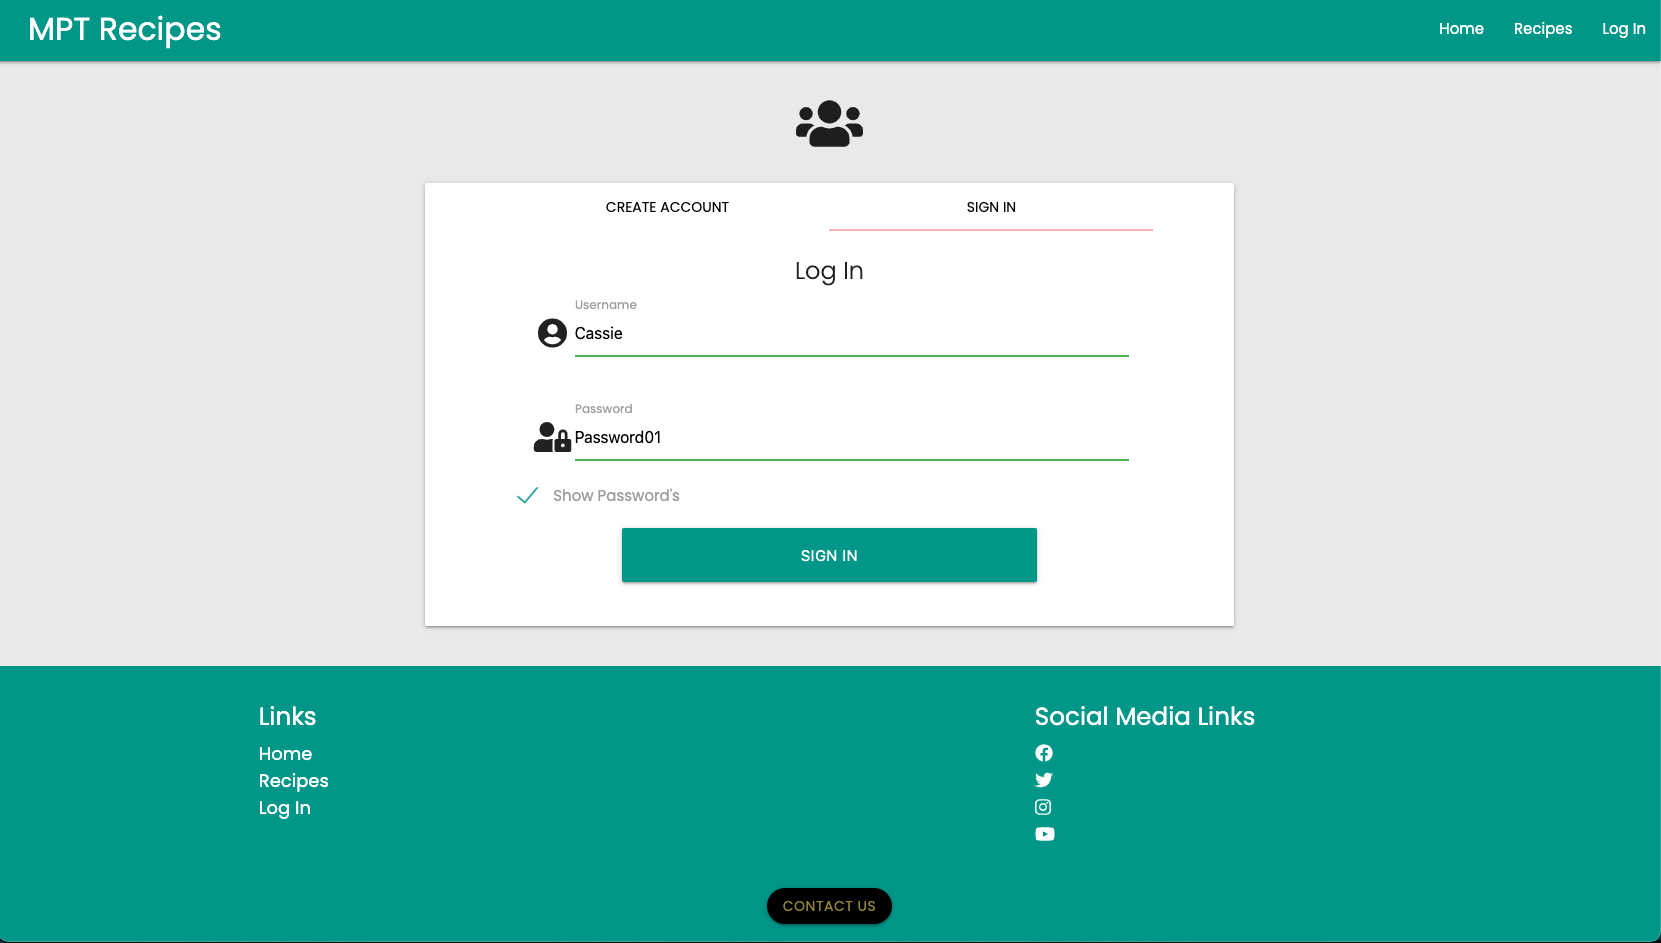 MPT Recipes
Home Recipes Log In
CREATE ACCOUNT SIGN IN
Log In
Username
Cassie
Password
Password01
Show Password's
SIGN IN
Links
Home
Recipes
Log In
Social Media Links
CONTACT US